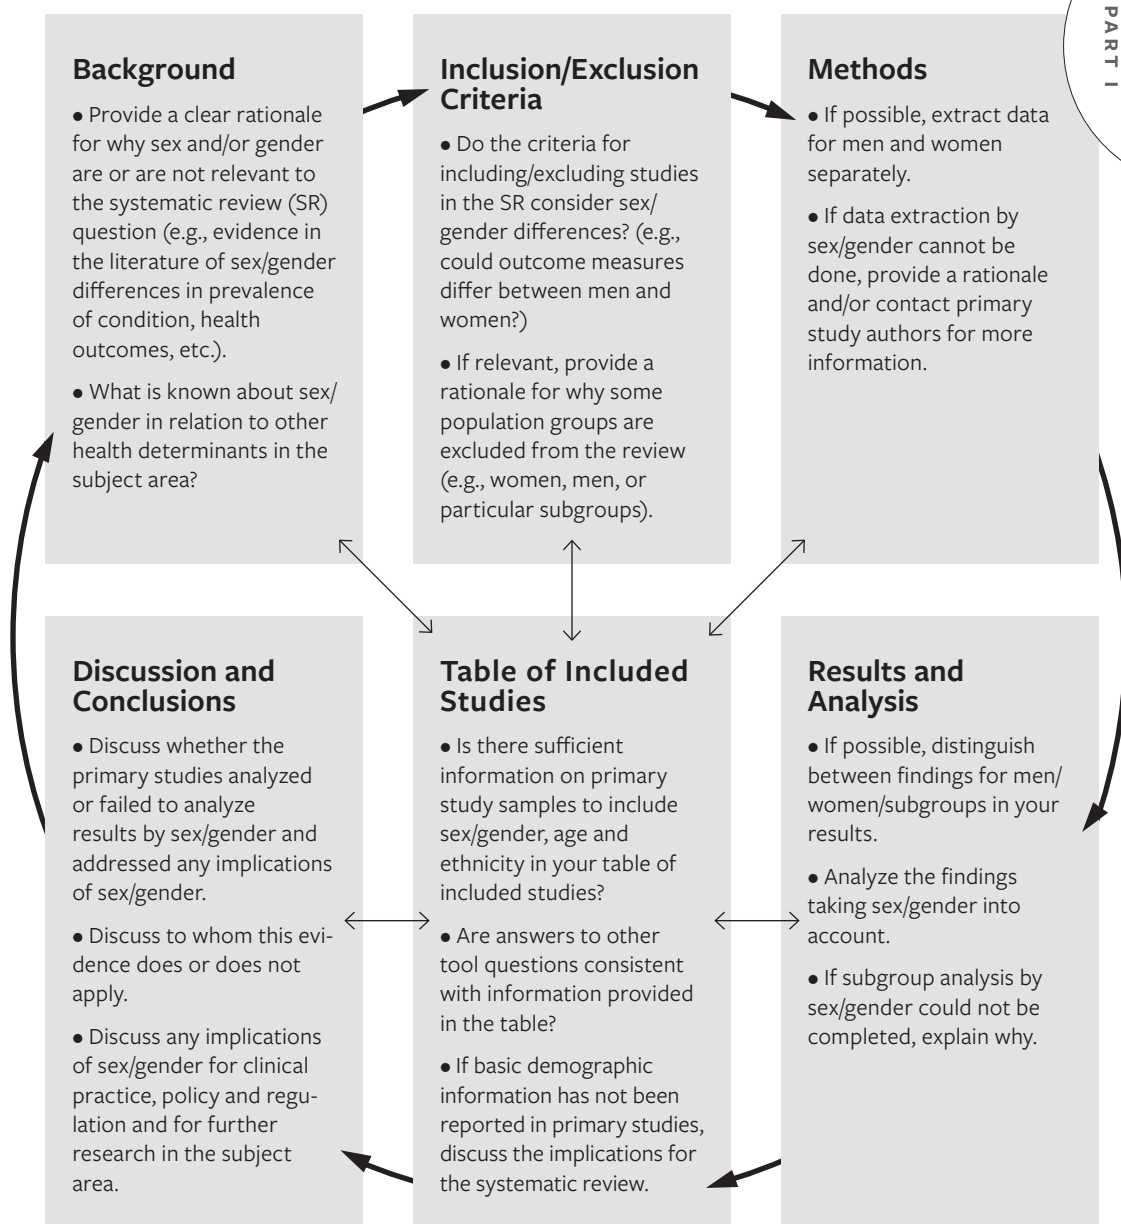 PART I
Background
● Provide a clear rationale
for why sex and/or gender
are or are not relevant to
the systematic review (SR)
question (e.g., evidence in
the literature of sex/gender
differences in prevalence
of condition, health
outcomes, etc.).
● What is known about sex/
gender in relation to other
health determinants in the
subject area?
Inclusion/Exclusion
Criteria
● Do the criteria for
including/excluding studies
in the SR consider sex/
gender differences? (e.g.,
could outcome measures
differ between men and
women?)
● If relevant, provide a
rationale for why some
population groups are
excluded from the review
(e.g., women, men, or
particular subgroups).
Methods
● If possible, extract data
for men and women
separately.
● If data extraction by
sex/gender cannot be
done, provide a rationale
and/or contact primary
study authors for more
information.
Discussion and
Conclusions
● Discuss whether the
primary studies analyzed
or failed to analyze
results by sex/gender and
addressed any implications
of sex/gender.
● Discuss to whom this evi-
dence does or does not
apply.
● Discuss any implications
of sex/gender for clinical
practice, policy and regu-
lation and for further
research in the subject
area.
Table of Included
Studies
● Is there sufficient
information on primary
study samples to include
sex/gender, age and
ethnicity in your table of
included studies?
● Are answers to other
tool questions consistent
with information provided
in the table?
● If basic demographic
information has not been
reported in primary studies,
discuss the implications for
the systematic review.
Results and
Analysis
● If possible, distinguish
between findings for men/
women/subgroups in your
results.
● Analyze the findings
taking sex/gender into
account.
● If subgroup analysis by
sex/gender could not be
completed, explain why.